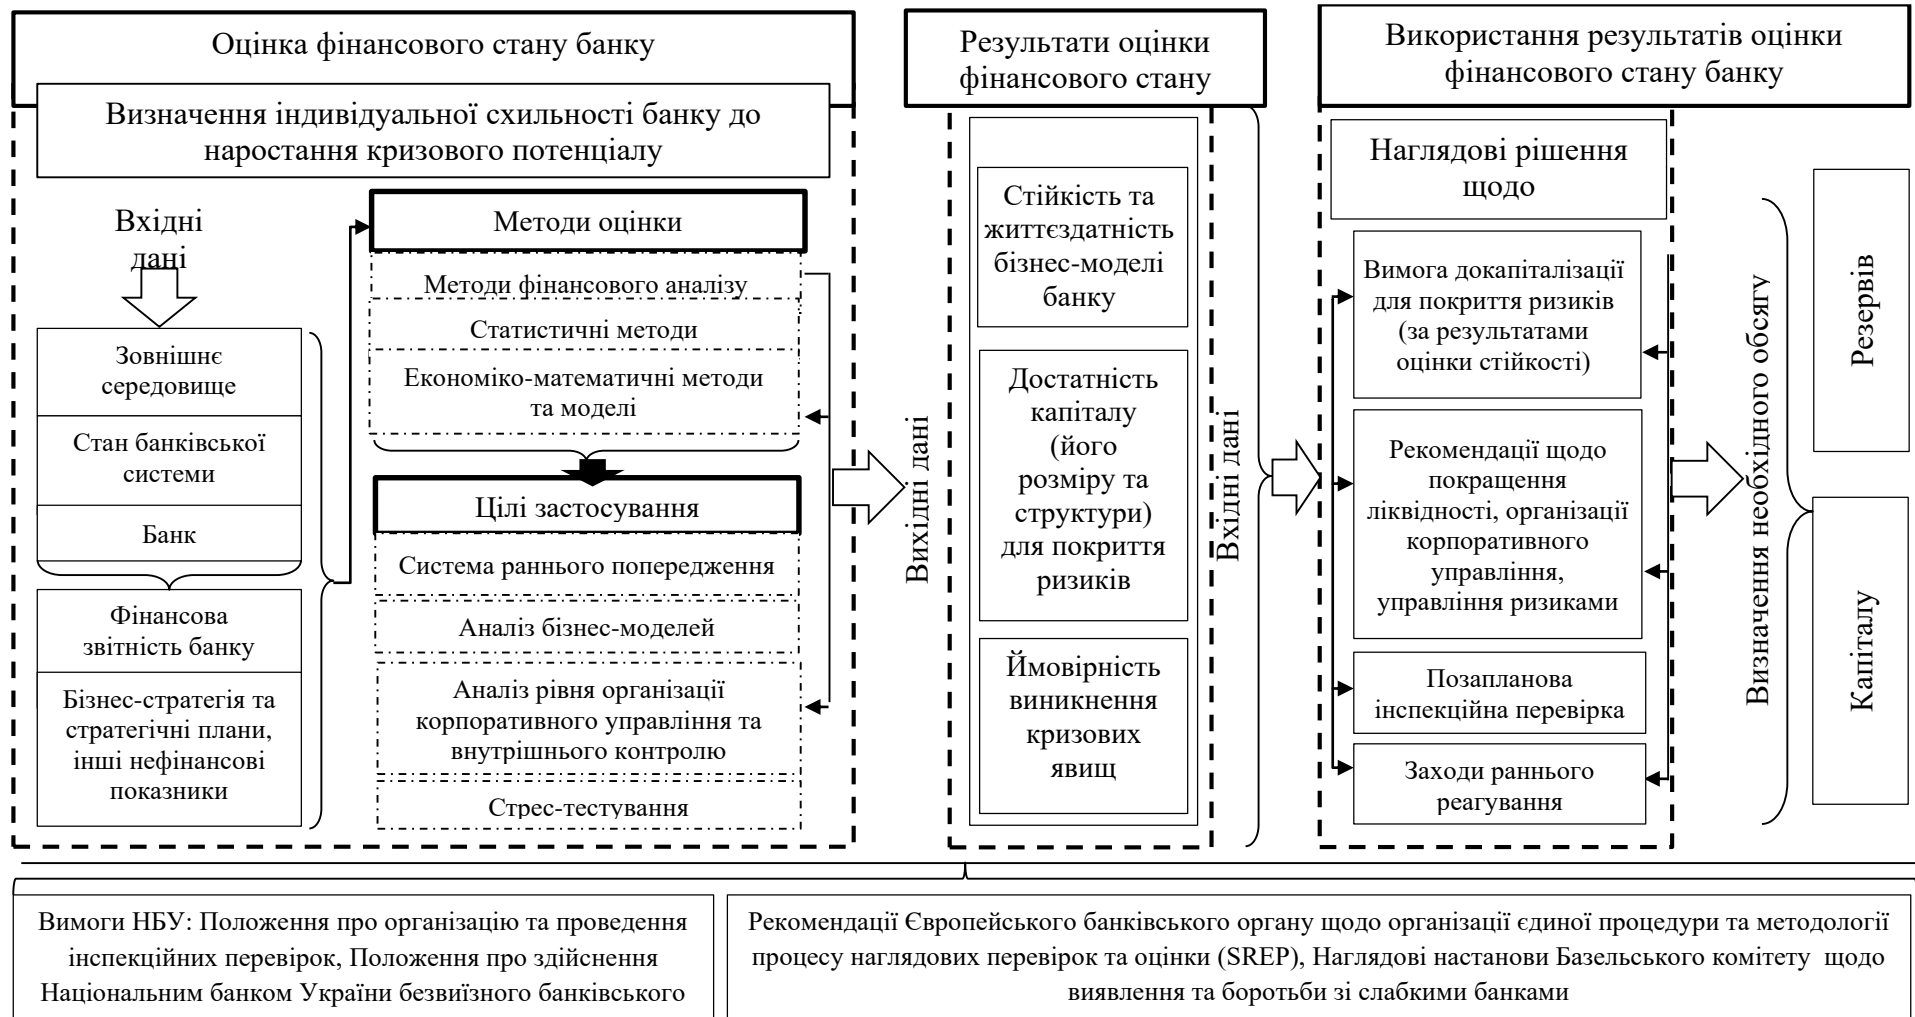 Оцінка фінансового стану банку
Визначення індивідуальної схильності банку до
наростання кризового потенціалу
Вхідні
дані
Зовнішнє
середовище
Стан банківської
системи
Банк
Фінансова
звітність банку
Бізнес-стратегія та
стратегічні плани,
інші нефінансові
показники
Методи оцінки
Методи фінансового аналізу
Статистичні методи
Економіко-математичні методи
та моделі
Цілі застосування
Система раннього попередження
Аналіз бізнес-моделей
Аналіз рівня організації
корпоративного управління та
внутрішнього контролю
Стрес-тестування
Вихідні дані
Результати оцінки
фінансового стану
Стійкість та
життєздатність
бізнес-моделі
банку
Достатність
капіталу
(його
розміру та
структури)
для покриття
ризиків
Ймовірність
виникнення
кризових
явищ
Вхідні дані
Використання результатів оцінки
фінансового стану банку
Наглядові рішення
щодо
Вимога докапіталізації
для покриття ризиків
(за результатами
оцінки стійкості)
Рекомендації щодо
покращення
ліквідності, організації
корпоративного
управління,
управління ризиками
Позапланова
інспекційна перевірка
Заходи раннього
реагування
Визначення необхідного обсягу
Резервів
Капіталу
Вимоги НБУ: Положення про організацію та проведення
інспекційних перевірок, Положення про здійснення
Національним банком України безвиїзного банківського
Рекомендації Європейського банківського органу щодо організації єдиної процедури та методології
процесу наглядових перевірок та оцінки (SREP), Наглядові настанови Базельського комітету щодо
виявлення та боротьби зі слабкими банками